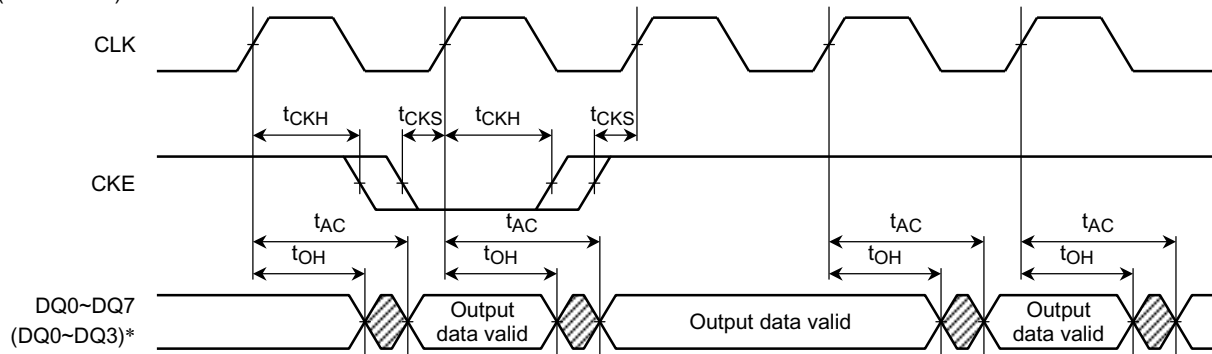 CLK
tCKH tCKS tCKH tCKS
CKE
tAC tAC tAC tAC
tOH tOH tOH tOH
DQ0~DQ7
(DQ0~DQ3)*
Output data valid
Output data valid
Output data valid